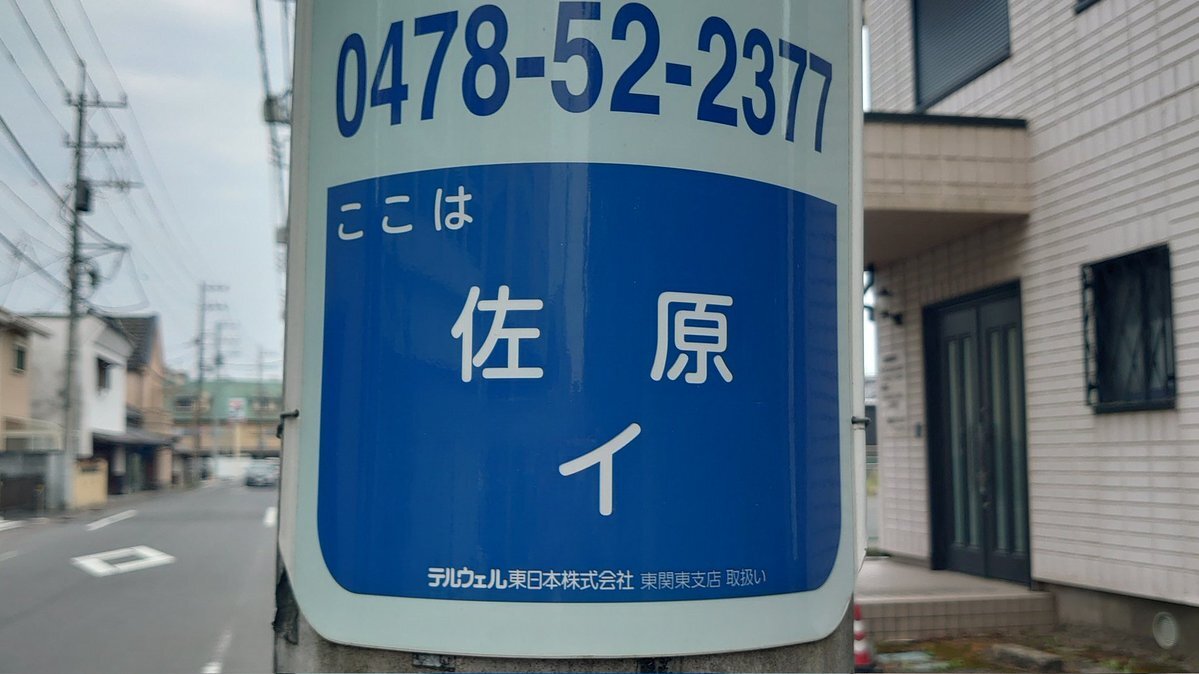 0478-52-2377
ここは
佐原
イ
テルウェル東日本株式会社 東関東支店 取扱い